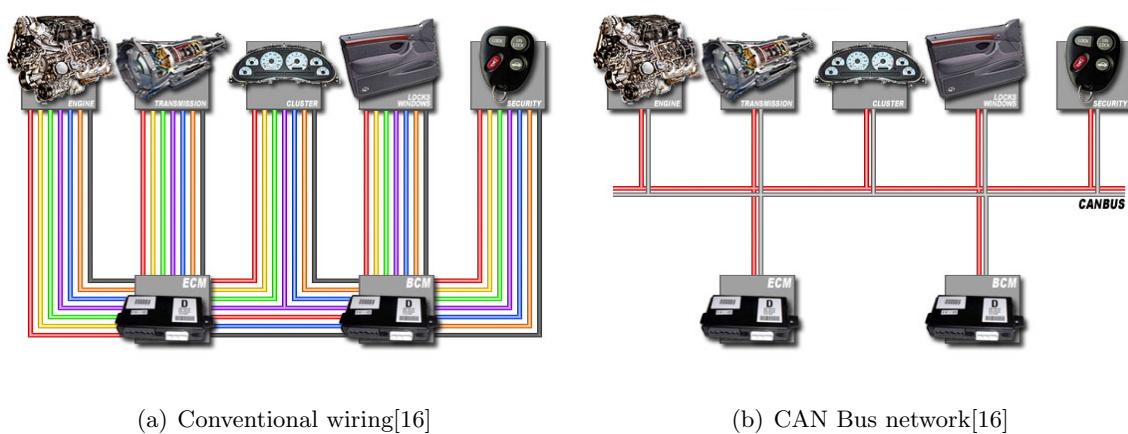 ENGINE
TRANSMISSION
CLUSTER
LOCKS
WINDOWS
SECURITY
ECM
D
BCM
D
(a) Conventional wiring[16]
ENGINE
TRANSMISSION
CLUSTER
LOCKS
WINDOWS
SECURITY
CANBUS
ECM
D
BCM
D
(b) CAN Bus network[16]